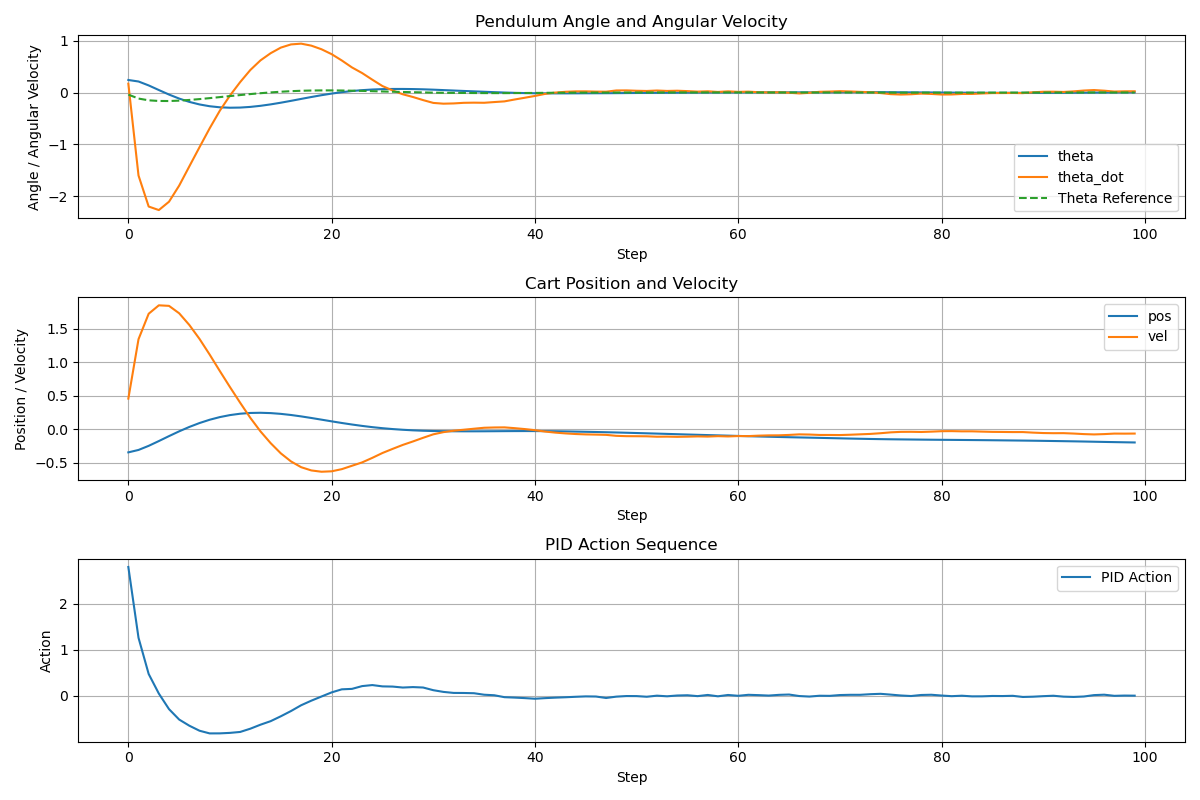 Pendulum Angle and Angular Velocity
Angle / Angular Velocity
1
0
−1
−2
theta
theta_dot
Theta Reference
0 20 40 60 80 100
Step
Cart Position and Velocity
Position / Velocity
1.5
1.0
0.5
0.0
−0.5
pos
vel
0 20 40 60 80 100
Step
PID Action Sequence
Action
2
1
0
PID Action
0 20 40 60 80 100
Step